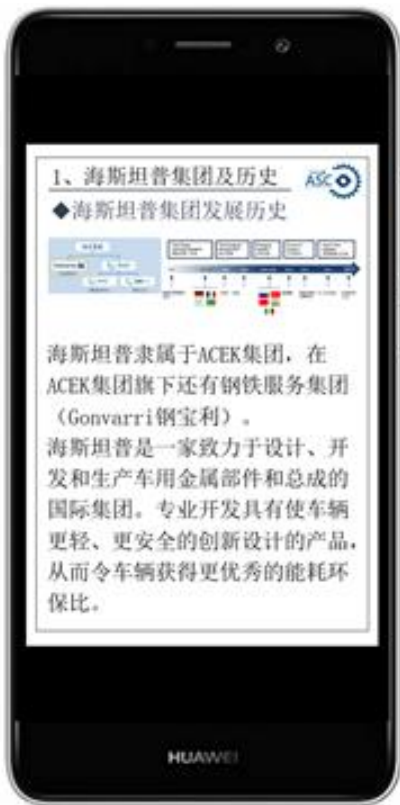 1、海斯坦普集团及历史
ASC
◆海斯坦普集团发展历史
ACEK
海斯坦普隶属于ACEK集团，在
ACEK集团旗下还有钢铁服务集团
（Gonvarri钢宝利）。
海斯坦普是一家致力于设计、开
发和生产车用金属部件和总成的
国际集团。专业开发具有使车辆
更轻、更安全的创新设计的产品，
从而令车辆获得更优秀的能耗环
保比。
HUAWEI